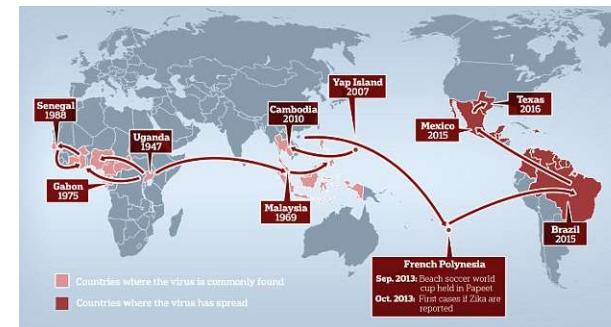 Senegal
1988
Gabon
1975
Uganda
1947
Malaysia
1969
Cambodia
2010
Yap Island
2007
French Polynesia
Sep. 2013: Beach soccer world
cup held in Papeet
Oct. 2013: First cases if Zika are
reported
Mexico
2015
Texas
2016
Brazil
2015
Countries where the virus is commonly found
Countries where the virus has spread